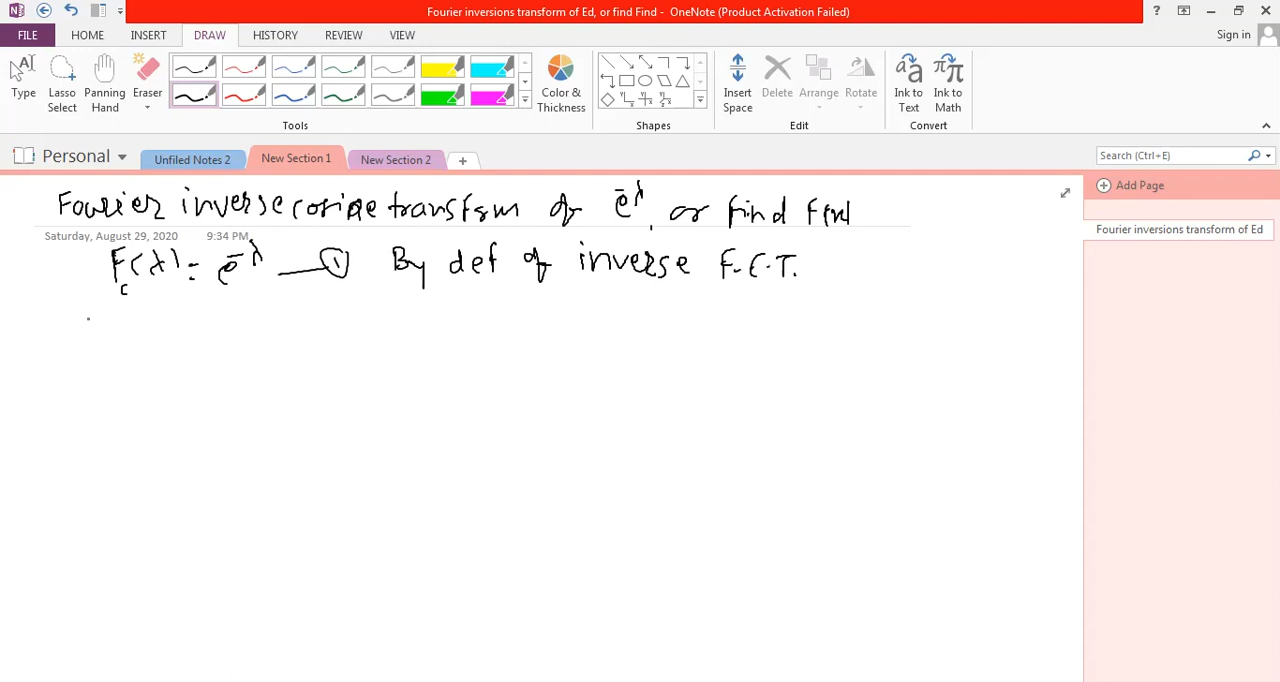 Fourier inversions transform of Ed, or find Find - OneNote (Product Activation Failed)
?
Sign in
FILE HOME INSERT DRAW HISTORY REVIEW VIEW
Type
Lasso Select
Panning Hand
Eraser
Color & Thickness
Insert Space
Delete
Arrange
Rotate
Ink to Text
Ink to Math
Tools
Shapes
Edit
Convert
Personal
Unfiled Notes 2
New Section 1
New Section 2
Search (Ctrl+E)
Add Page
Fourier inversions transform of Ed
Fourier inverse cosine transfsm of e^-λ, or find F(x)
Saturday, August 29, 2020 9:34 PM
F_c(λ) = e^-λ — ① By def of inverse F.C.T.